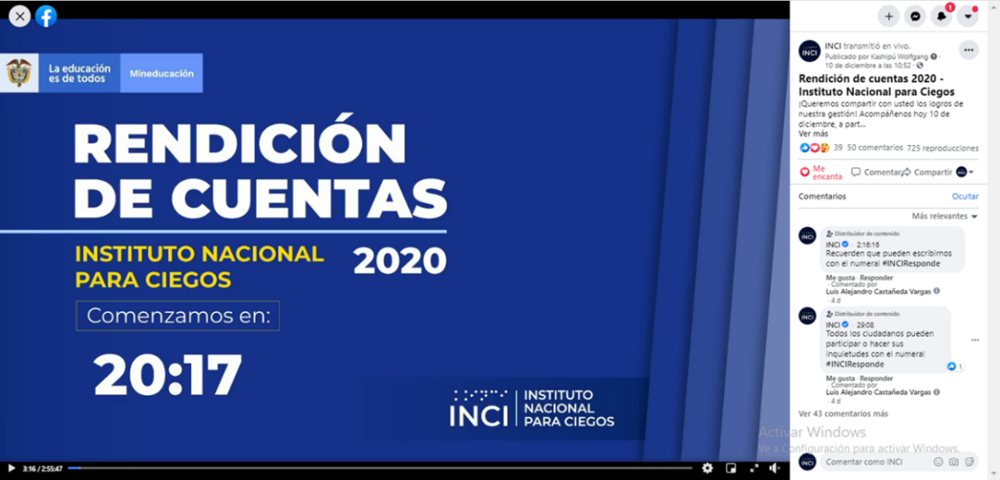 La educación
es de todos
Mineducación
RENDICIÓN
DE CUENTAS
INSTITUTO NACIONAL
PARA CIEGOS
2020
Comenzamos en:
20:17
INCI
INSTITUTO
NACIONAL
PARA CIEGOS
3:16 / 2:55:47
1
INCI
INCI transmitió en vivo.
Publicado por Kashipú Wolfgang
10 de diciembre a las 10:52 ·
Rendición de cuentas 2020 -
Instituto Nacional para Ciegos
¡Queremos compartir con usted los logros de
nuestra gestión! Acompáñenos hoy 10 de
diciembre, a part...
Ver más
39 50 comentarios 725 reproducciones
Me
encanta
Comentar
Compartir
INCI
Comentarios
Ocultar
Más relevantes
INCI
Distribuidor de contenido
INCI · 2:16:16
Recuerden que pueden escribirnos
con el numeral #INCIResponde
Me gusta · Responder
· Comentado por
Luis Alejandro Castañeda Vargas
· 4 d
INCI
Distribuidor de contenido
INCI · 29:08
Todos los ciudadanos pueden
participar o hacer sus
inquietudes con el numeral
#INCIResponde
1
Me gusta · Responder
· Comentado por
Luis Alejandro Castañeda Vargas
· 4 d
Ver 43 comentarios más
Activar Windows
Ve a Configuración para activar Windows.
INCI
Comentar como INCI